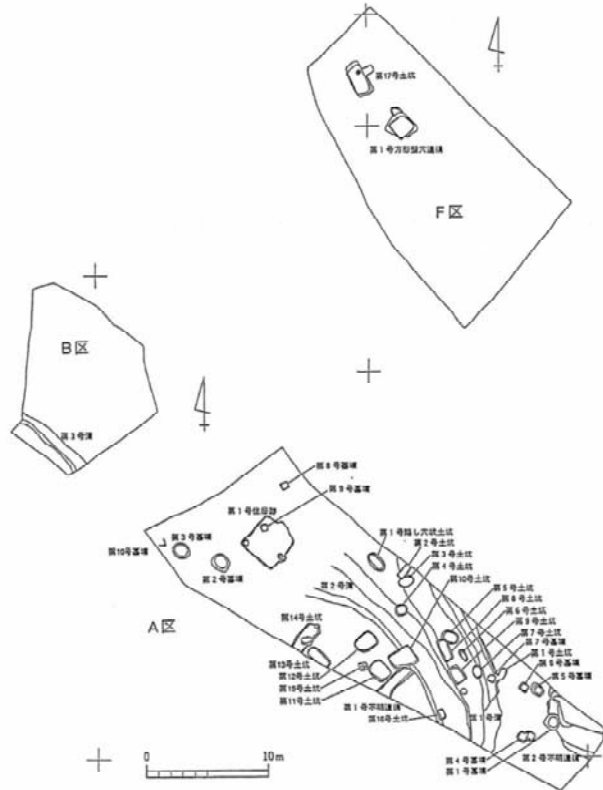 第17号土坑
第1号方形竪穴遺構
F区
B区
第3号溝
第8号墓壙
第9号墓壙
第1号住居跡
第3号墓壙
第10号墓壙
第2号墓壙
第1号陥し穴状土坑
第2号土坑
第3号土坑
第4号土坑
第10号土坑
第5号土坑
第8号土坑
第6号土坑
第9号土坑
第7号土坑
第7号墓壙
第1号土坑
第5号墓壙
第2号溝
A区
第14号土坑
第13号土坑
第12号土坑
第15号土坑
第11号土坑
第1号不明遺構
第16号土坑
第1号溝
第4号墓壙
第1号墓壙
第2号不明遺構
0 10m